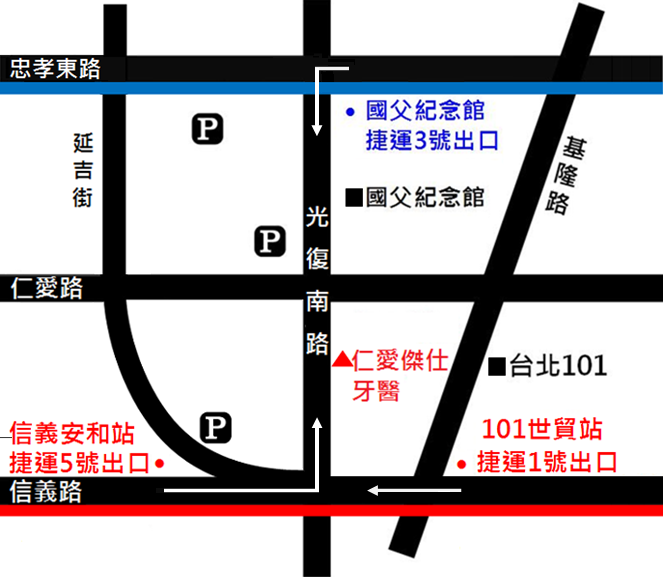 忠孝東路
國父紀念館
捷運3號出口
P
延吉街
基隆路
國父紀念館
光復南路
P
仁愛路
仁愛傑仕
牙醫
台北101
P
信義安和站
捷運5號出口
101世貿站
捷運1號出口
信義路